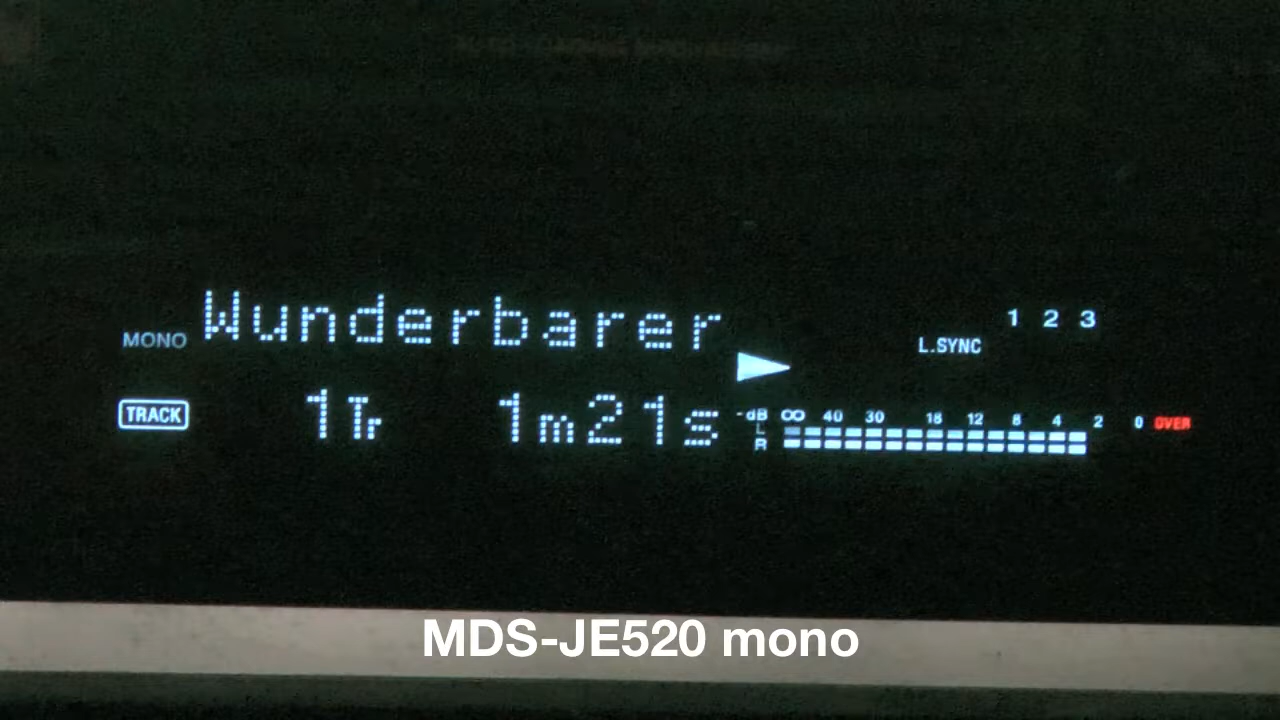 Wunderbarer
MONO
1 2 3
L.SYNC
TRACK 1Tr 1m21s
-dB ∞ 40 30 18 12 8 4 2 0 OVER
L
R
MDS-JE520 mono